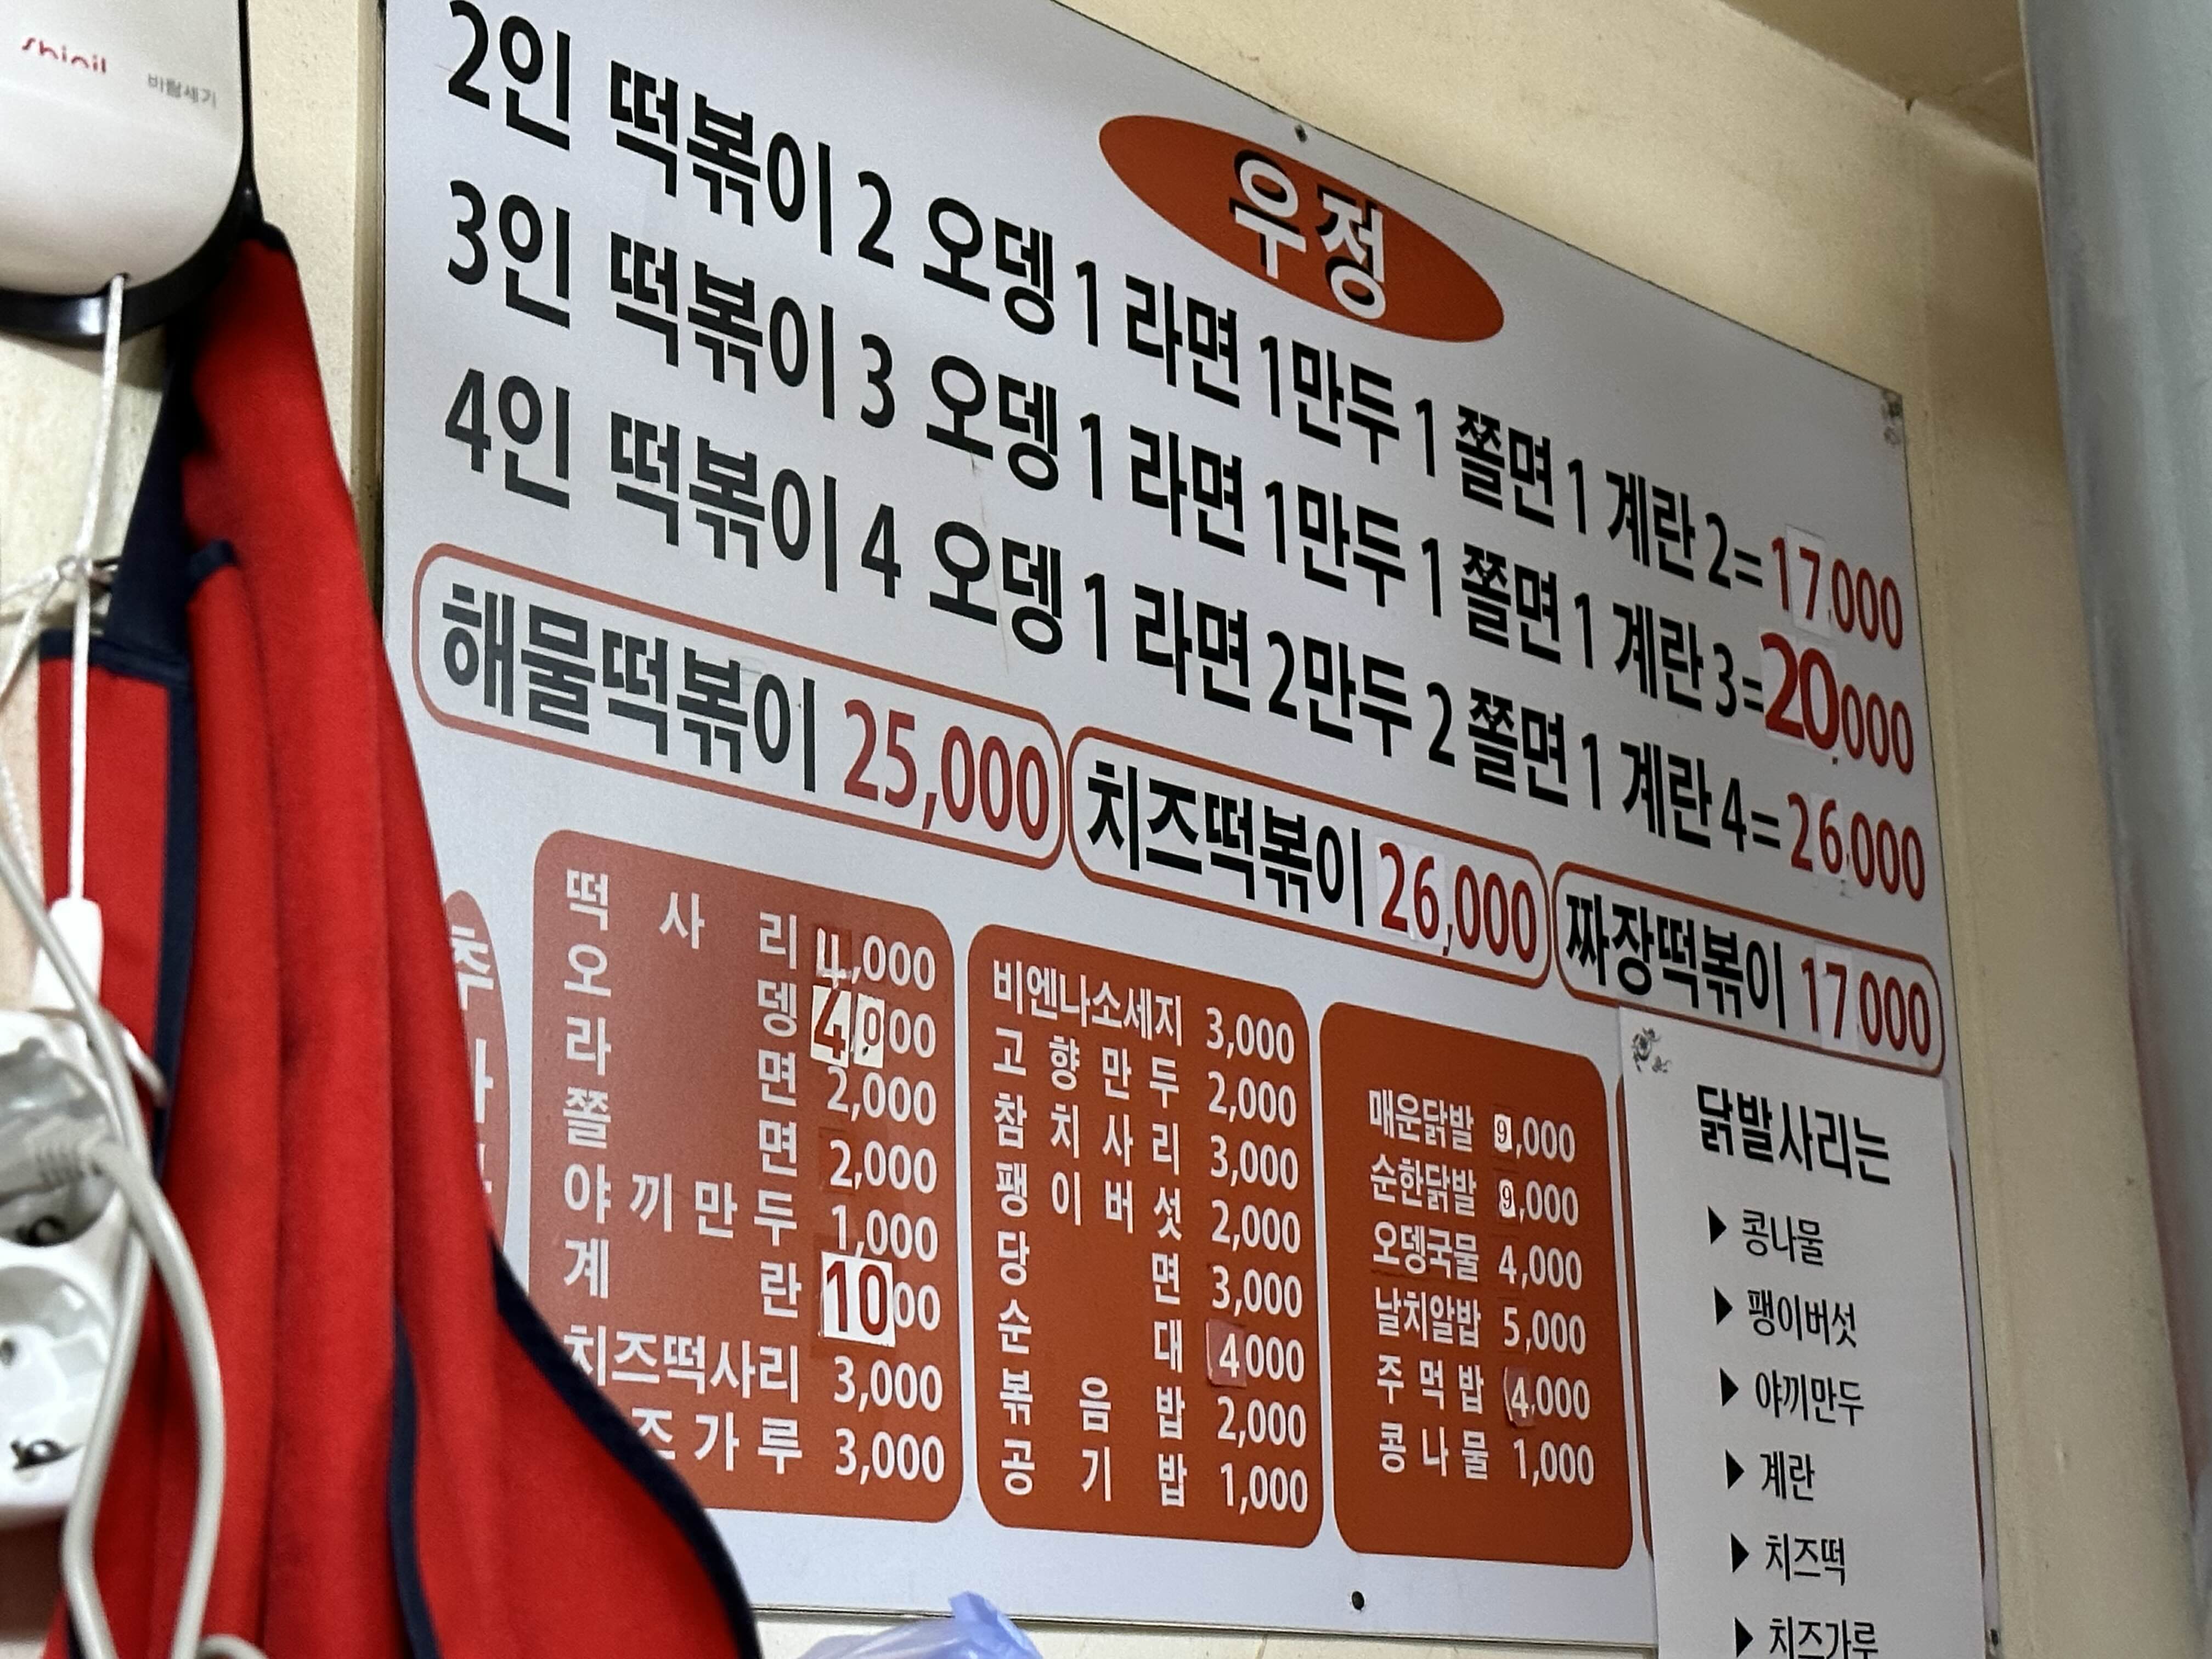 바람세기
우정
2인 떡볶이 2 오뎅 1 라면 1만두 1 쫄면 1 계란 2= 17,000
3인 떡볶이 3 오뎅 1 라면 1만두 1 쫄면 1 계란 3=20,000
4인 떡볶이 4 오뎅 1 라면 2만두 2 쫄면 1 계란 4=26,000
해물떡볶이 25,000
치즈떡볶이 26,000
짜장떡볶이 17000
떡사리 4,000
오뎅 4,000
라면 2,000
쫄면 2,000
야끼만두 1,000
계란 1000
치즈떡사리 3,000
즈가루 3,000
비엔나소세지 3,000
고향만두 2,000
참치사리 3,000
팽이버섯 2,000
당면 3,000
순대 4000
볶음밥 2,000
공기밥 1,000
매운닭발 9,000
순한닭발 9,000
오뎅국물 4,000
날치알밥 5,000
주먹밥 4,000
콩나물 1,000
닭발사리는
▶ 콩나물
▶ 팽이버섯
▶ 야끼만두
▶ 계란
▶ 치즈떡
▶ 치즈가루